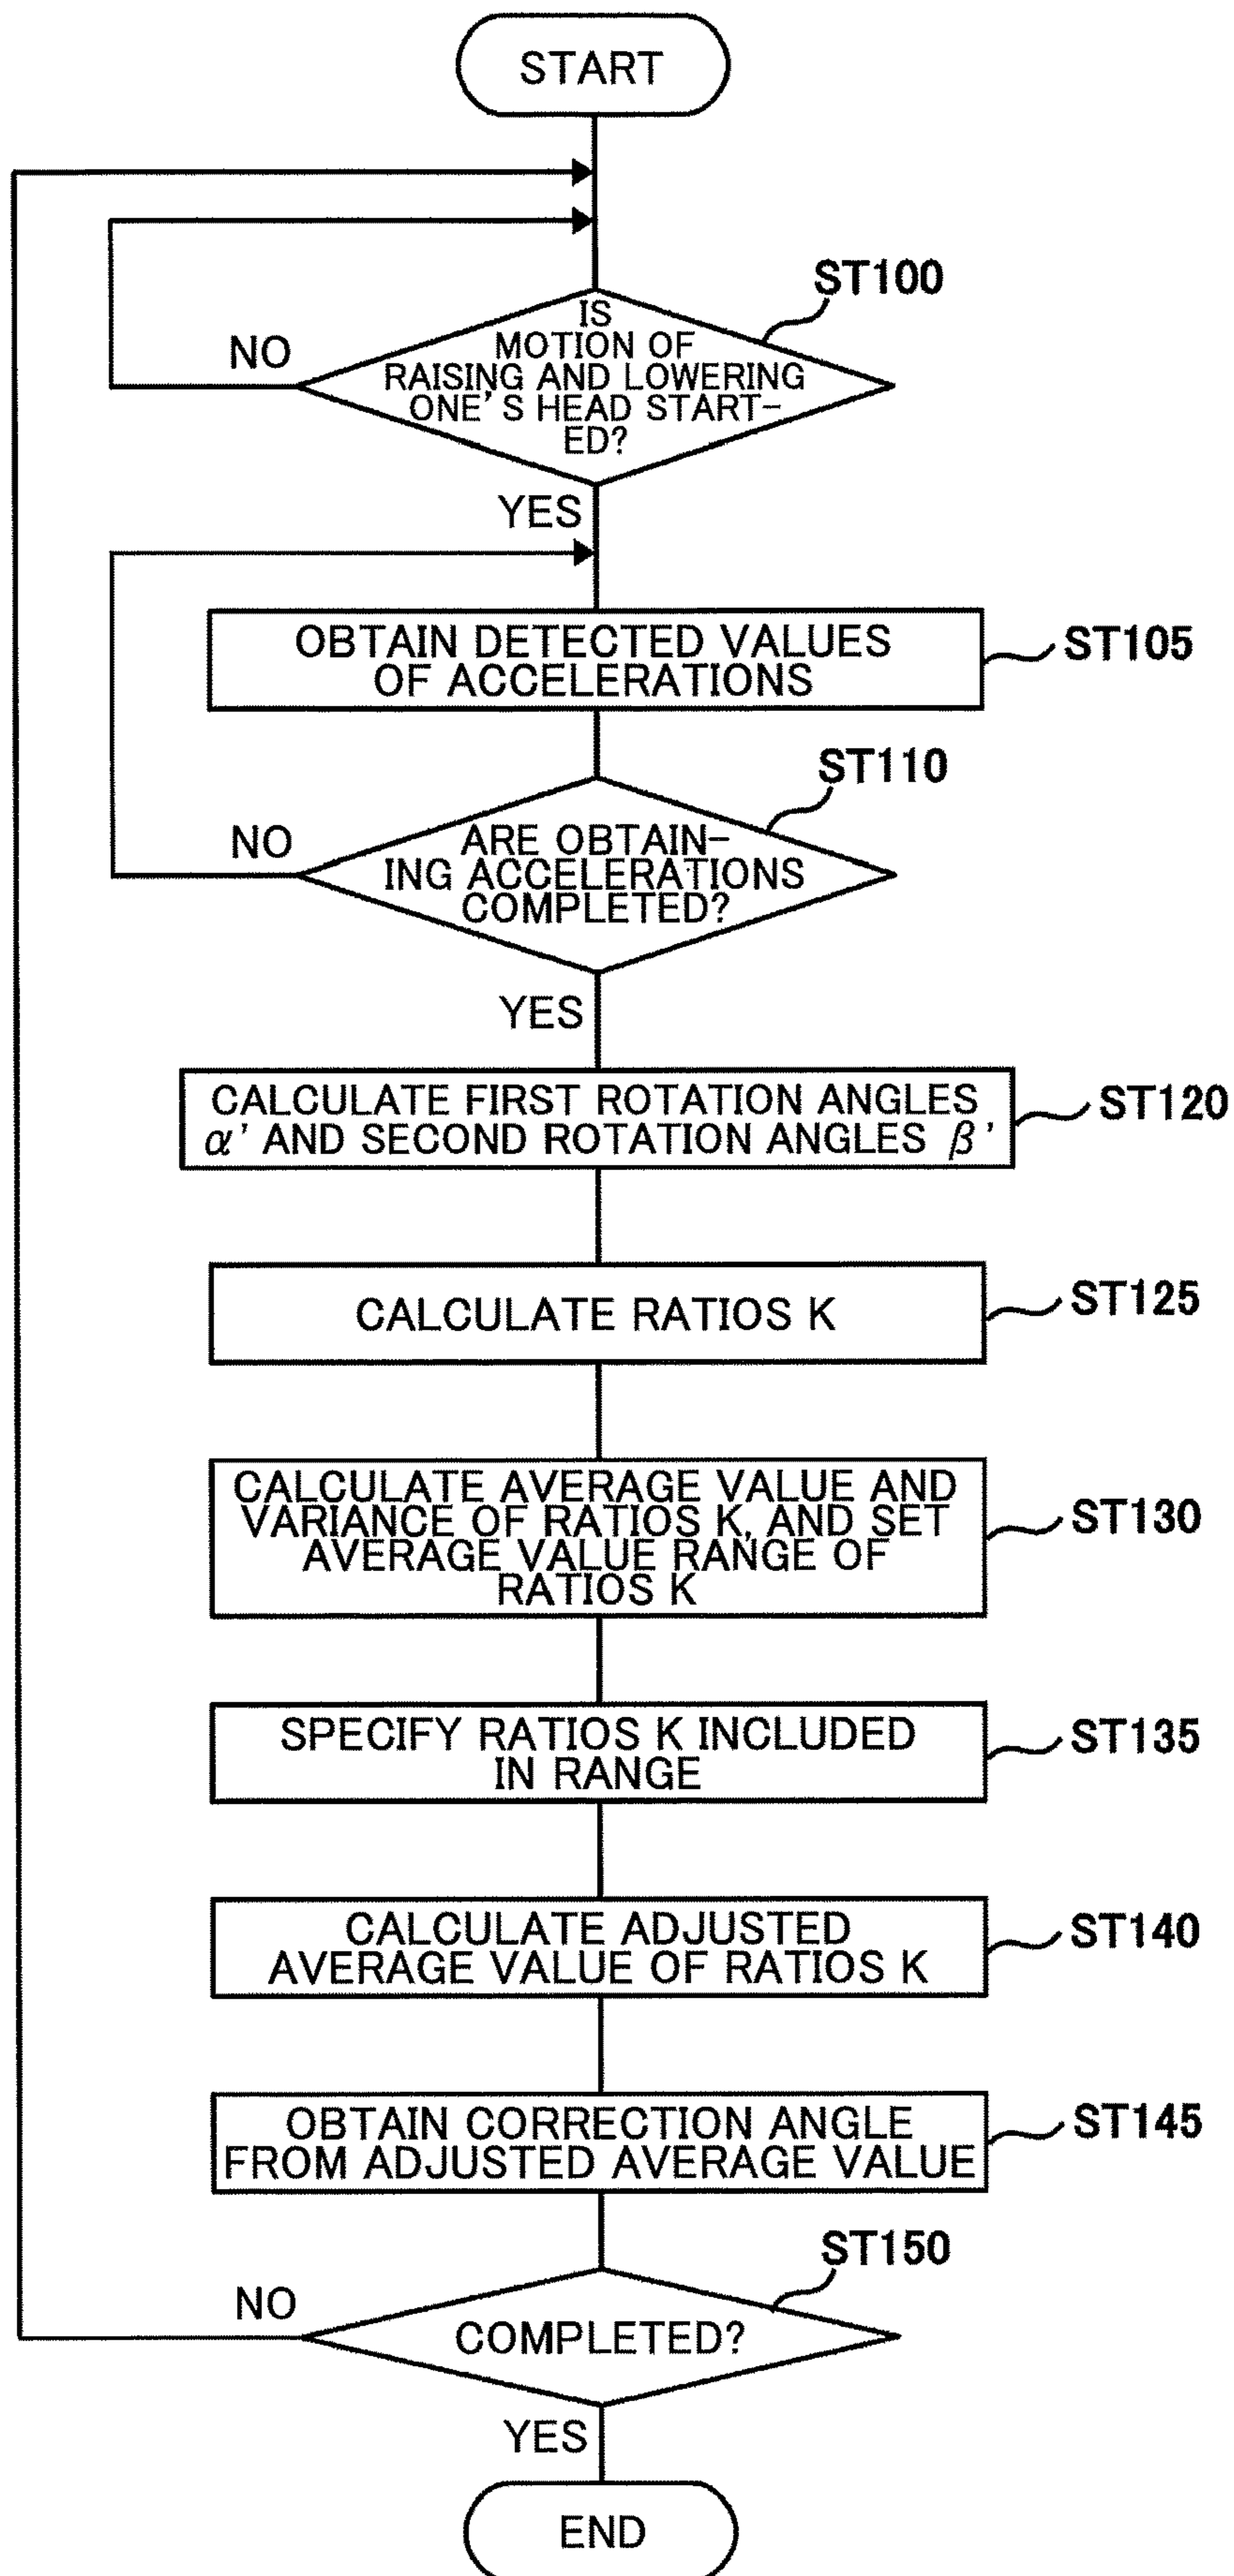 START
ST100
IS
MOTION OF
RAISING AND LOWERING
ONE'S HEAD START-
ED?
NO
YES
OBTAIN DETECTED VALUES
OF ACCELERATIONS
ST105
ST110
ARE OBTAIN-
ING ACCELERATIONS
COMPLETED?
NO
YES
CALCULATE FIRST ROTATION ANGLES
α' AND SECOND ROTATION ANGLES β'
ST120
CALCULATE RATIOS K
ST125
CALCULATE AVERAGE VALUE AND
VARIANCE OF RATIOS K, AND SET
AVERAGE VALUE RANGE OF
RATIOS K
ST130
SPECIFY RATIOS K INCLUDED
IN RANGE
ST135
CALCULATE ADJUSTED
AVERAGE VALUE OF RATIOS K
ST140
OBTAIN CORRECTION ANGLE
FROM ADJUSTED AVERAGE VALUE
ST145
ST150
NO
COMPLETED?
YES
END